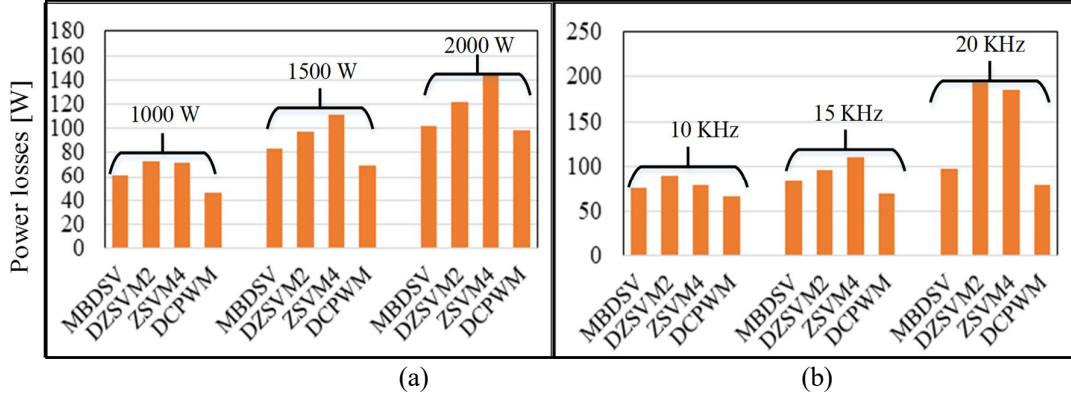 Power losses [W]
180
160
140
120
100
80
60
40
20
0
1000 W
1500 W
2000 W
MBDSV
DZSVM2
ZSVM4
DCPWM
MBDSV
DZSVM2
ZSVM4
DCPWM
MBDSV
DZSVM2
ZSVM4
DCPWM
(a)
250
200
150
100
50
0
10 KHz
15 KHz
20 KHz
MBDSV
DZSVM2
ZSVM4
DCPWM
MBDSV
DZSVM2
ZSVM4
DCPWM
MBDSV
DZSVM2
ZSVM4
DCPWM
(b)